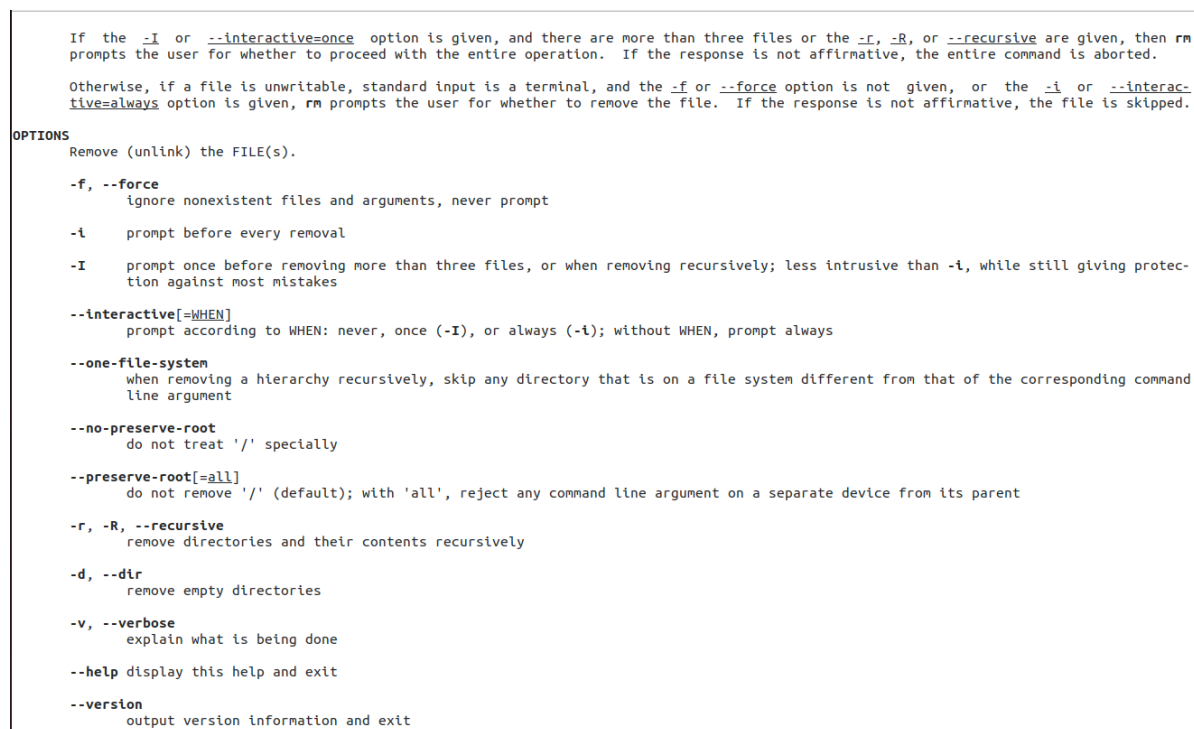 If the -I or --interactive=once option is given, and there are more than three files or the -r, -R, or --recursive are given, then rm
prompts the user for whether to proceed with the entire operation. If the response is not affirmative, the entire command is aborted.
Otherwise, if a file is unwritable, standard input is a terminal, and the -f or --force option is not given, or the -i or --interac-
tive=always option is given, rm prompts the user for whether to remove the file. If the response is not affirmative, the file is skipped.
OPTIONS
Remove (unlink) the FILE(s).
-f, --force
ignore nonexistent files and arguments, never prompt
-i prompt before every removal
-I prompt once before removing more than three files, or when removing recursively; less intrusive than -i, while still giving protec-
tion against most mistakes
--interactive[=WHEN]
prompt according to WHEN: never, once (-I), or always (-i); without WHEN, prompt always
--one-file-system
when removing a hierarchy recursively, skip any directory that is on a file system different from that of the corresponding command
line argument
--no-preserve-root
do not treat '/' specially
--preserve-root[=all]
do not remove '/' (default); with 'all', reject any command line argument on a separate device from its parent
-r, -R, --recursive
remove directories and their contents recursively
-d, --dir
remove empty directories
-v, --verbose
explain what is being done
--help display this help and exit
--version
output version information and exit